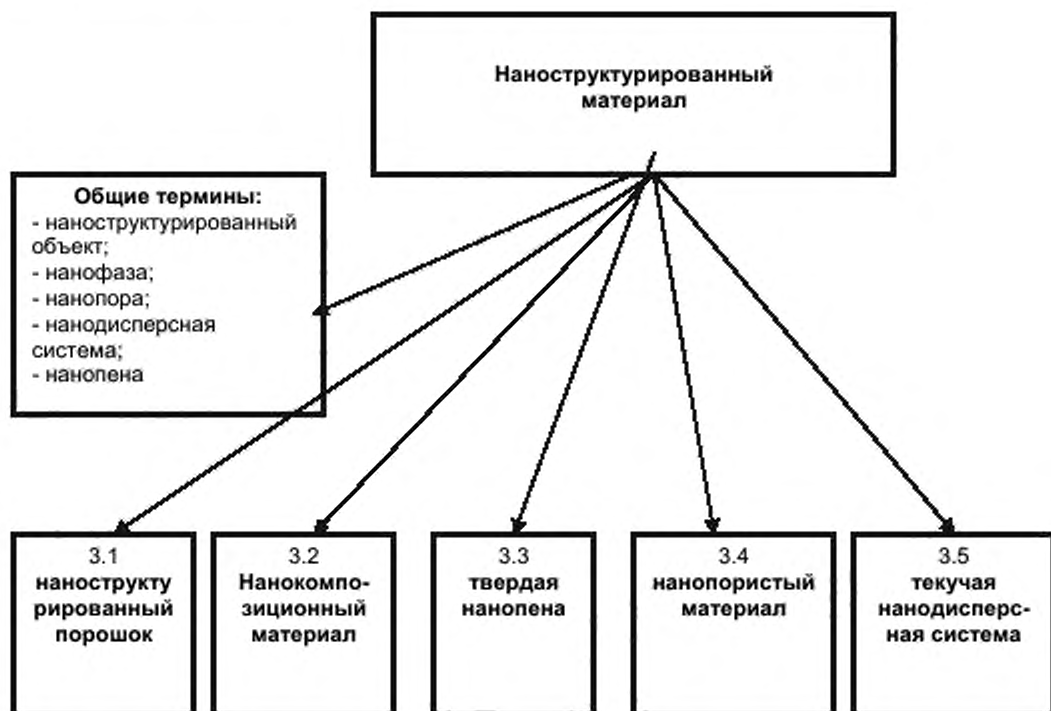 Наноструктурированный
материал
Общие термины:
- наноструктурированный
объект;
- нанофаза;
- нанопора;
- нанодисперсная
система;
- нанопена
3.1
нанострукту
рированный
порошок
3.2
Нанокомпо-
зиционный
материал
3.3
твердая
нанопена
3.4
нанопористый
материал
3.5
текучая
нанодисперс-
ная система